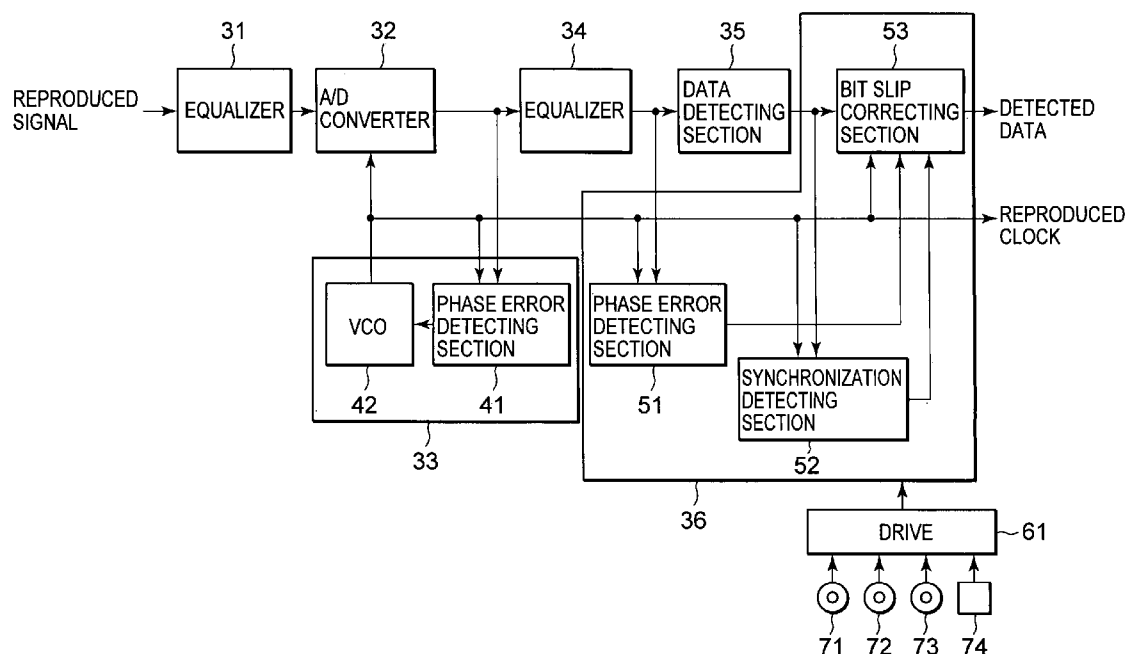 31
32
34
35
53
REPRODUCED
SIGNAL
EQUALIZER
A/D
CONVERTER
EQUALIZER
DATA
DETECTING
SECTION
BIT SLIP
CORRECTING
SECTION
DETECTED
DATA
REPRODUCED
CLOCK
VCO
PHASE ERROR
DETECTING
SECTION
PHASE ERROR
DETECTING
SECTION
SYNCHRONIZATION
DETECTING
SECTION
42
41
51
33
52
36
DRIVE
61
71
72
73
74